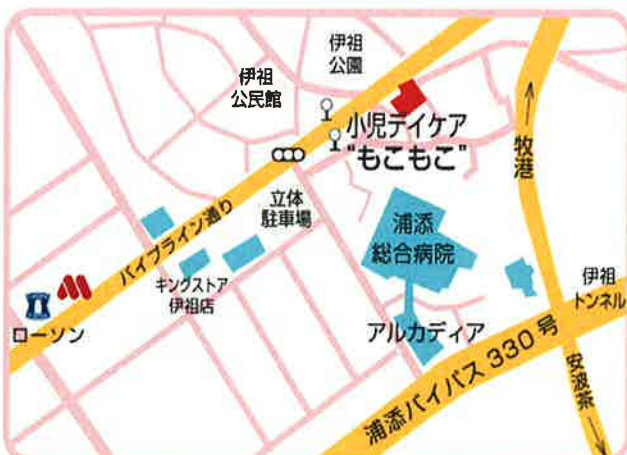 伊祖
公園
伊祖
公民館
小児デイケア
“もこもこ”
牧港
立体
駐車場
パイプライン通り
浦添
総合病院
キングストア
伊祖店
伊祖
トンネル
ローソン
アルカディア
浦添バイパス330号
安波茶